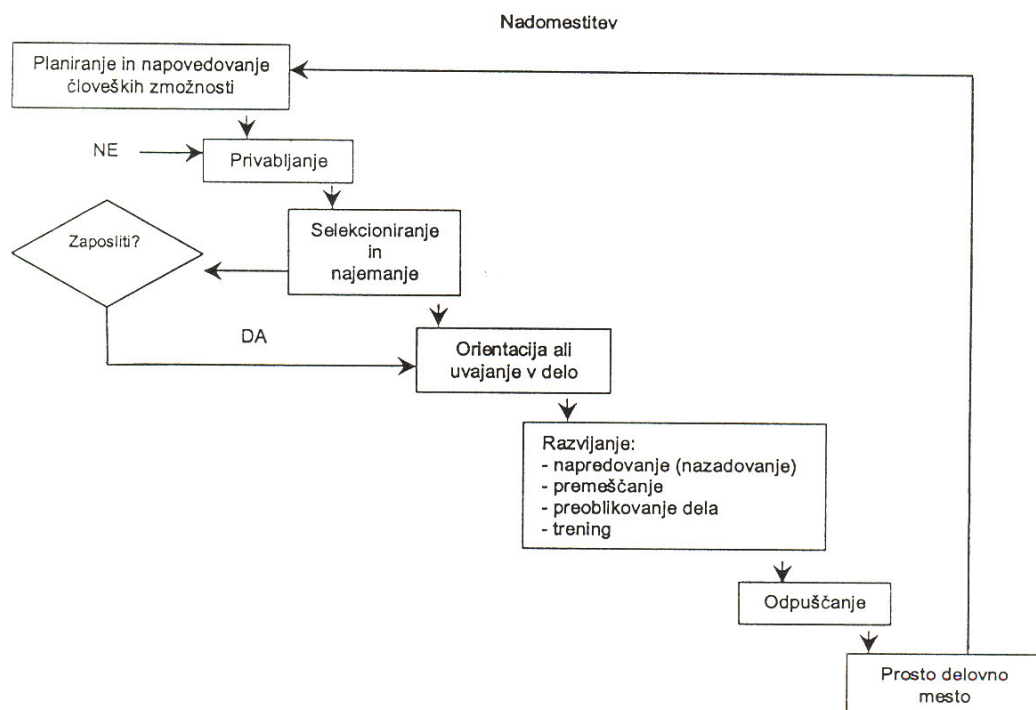 Nadomestitev
Planiranje in napovedovanje
človeških zmožnosti
NE
Privabljanje
Zaposliti?
Selekcioniranje
in
najemanje
DA
Orientacija ali
uvajanje v delo
Razvijanje:
- napredovanje (nazadovanje)
- premeščanje
- preoblikovanje dela
- trening
Odpuščanje
Prosto delovno
mesto